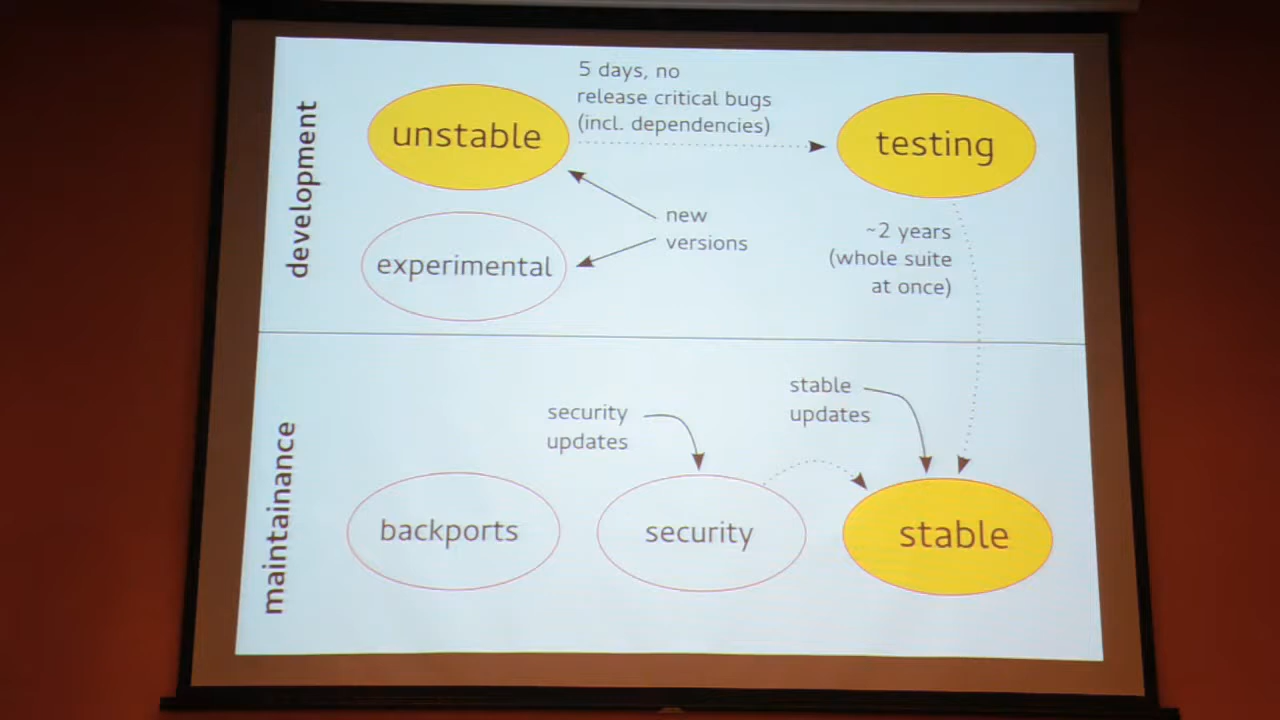 development
unstable
5 days, no
release critical bugs
(incl. dependencies)
testing
new
versions
experimental
~2 years
(whole suite
at once)
maintainance
security
updates
stable
updates
backports
security
stable